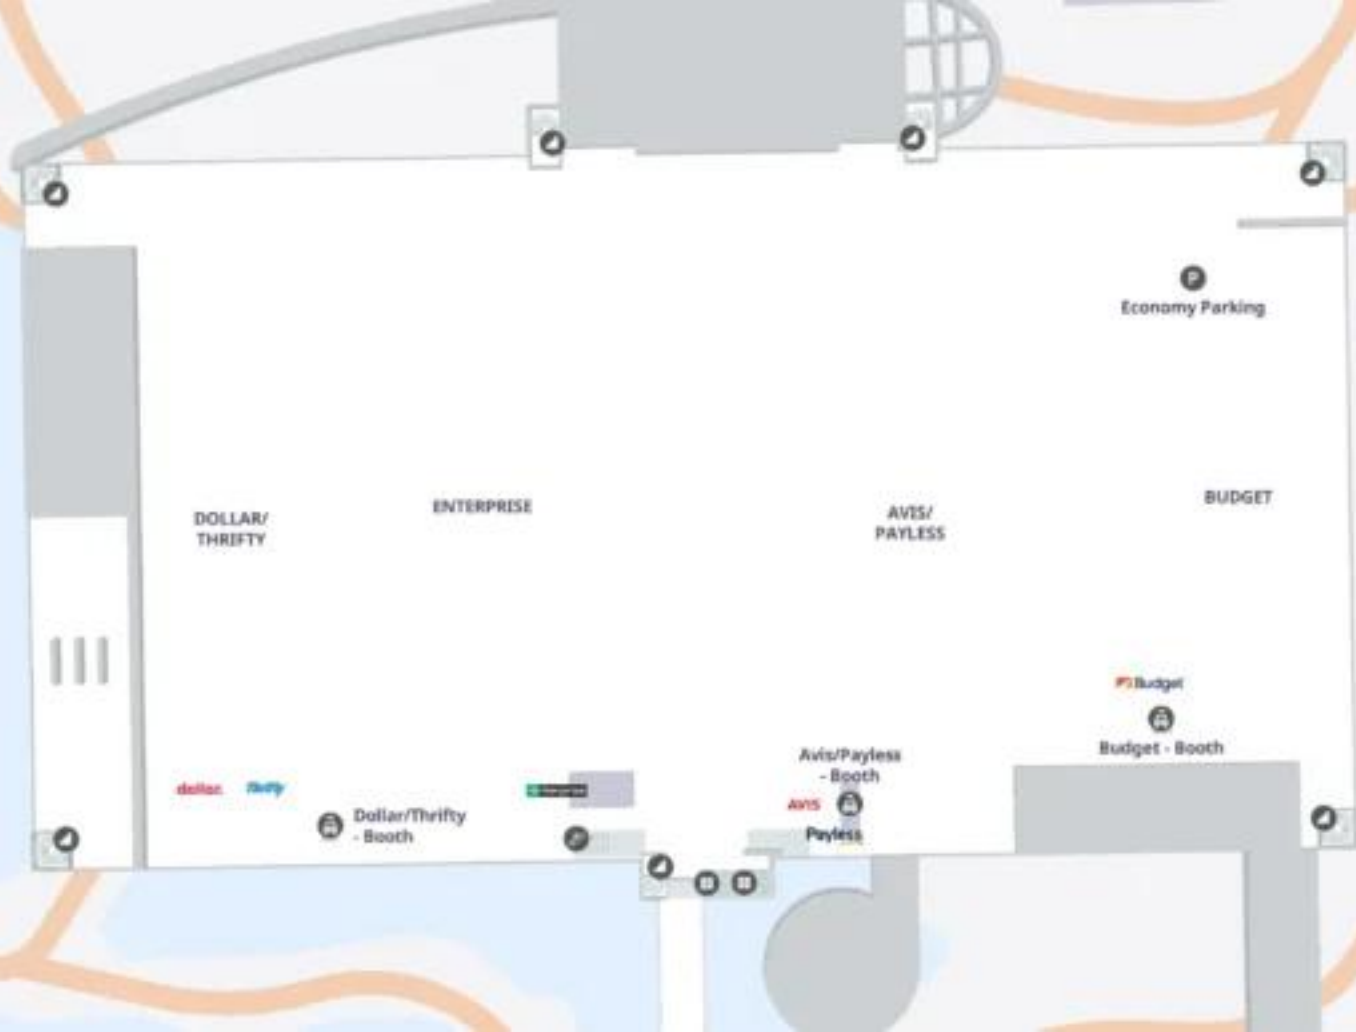 P
Economy Parking
DOLLAR/
THRIFTY
ENTERPRISE
AVIS/
PAYLESS
BUDGET
Budget
Budget - Booth
Avis/Payless
- Booth
AVIS
Payless
dollar.
Thrifty
Dollar/Thrifty
- Booth
enterprise